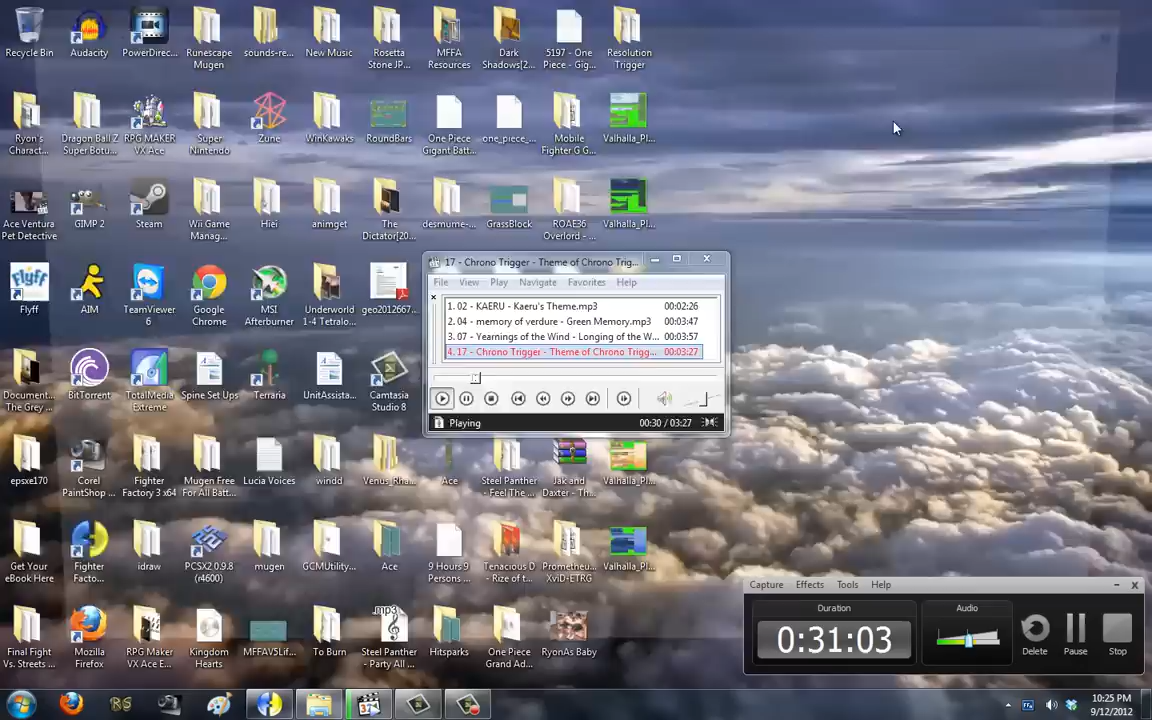 Recycle Bin
Audacity
PowerDirec...
Runescape
Mugen
sounds-re...
New Music
Rosetta
Stone JP...
MFFA
Resources
Dark
Shadows[2...
5197 - One
Piece - Gig...
Resolution
Trigger
Ryon's
Charact...
Dragon Ball Z
Super Botu...
RPG MAKER
VX Ace
Super
Nintendo
Zune
WinKawaks
RoundBars
One Piece
Gigant Batt...
one_piece_...
Mobile
Fighter G G...
Valhalla_Pl...
Ace Ventura
Pet Detective
GIMP 2
Steam
Wii Game
Manag...
Hiei
animget
The
Dictator[20...
desmume-...
GrassBlock
ROAE36
Overlord - ...
Valhalla_Pl...
17 - Chrono Trigger - Theme of Chrono Trig...
File View Play Navigate Favorites Help
1. 02 - KAERU - Kaeru's Theme.mp3 00:02:26
2. 04 - memory of verdure - Green Memory.mp3 00:03:47
3. 07 - Yearnings of the Wind - Longing of the W... 00:03:57
4. 17 - Chrono Trigger - Theme of Chrono Trigg... 00:03:27
Playing 00:30 / 03:27
Flyff
Flyff
AIM
TeamViewer
6
Google
Chrome
MSI
Afterburner
Underworld
1-4 Tetralo...
geo2012667...
Document...
The Grey ...
BitTorrent
TotalMedia
Extreme
Spine Set Ups
Terraria
UnitAssista...
Camtasia
Studio 8
epsxe170
Corel
PaintShop ...
Fighter
Factory 3 x64
Mugen Free
For All Batt...
Lucia Voices
windd
Venus_Rha...
Ace
Steel Panther
- Feel The ...
Jak and
Daxter - Th...
Valhalla_Pl...
Get Your
eBook Here
Fighter
Facto...
idraw
PCSX2 0.9.8
(r4600)
mugen
GCMUtility...
Ace
9 Hours 9
Persons ...
Tenacious D
- Rize of t...
Prometheu...
XviD-ETRG
Valhalla_Pl...
Final Fight
Vs. Streets ...
Mozilla
Firefox
RPG Maker
VX Ace E...
Kingdom
Hearts
MFFAV5Lif...
To Burn
.mp3
Steel Panther
- Party All ...
Hitsparks
One Piece
Grand Ad...
RyonAs Baby
Capture Effects Tools Help
Duration
0:31:03
Audio
Delete
Pause
Stop
RS
10:25 PM
9/12/2012